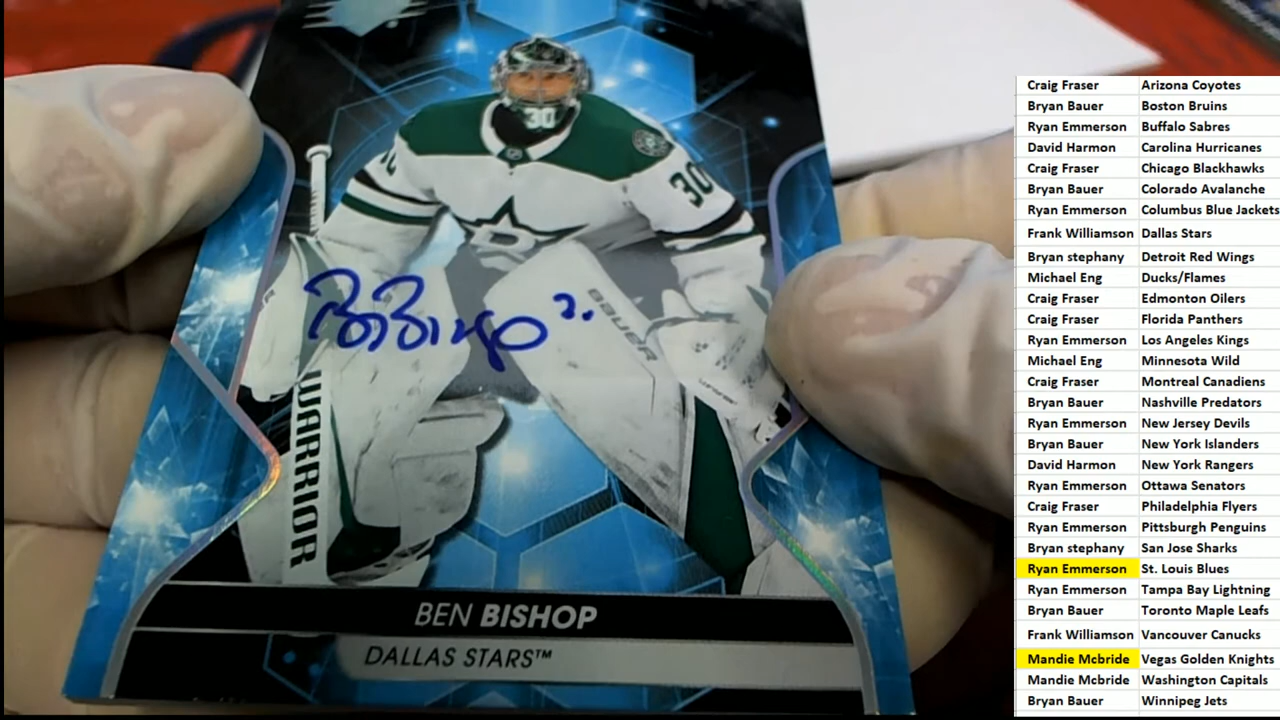 30
30
BAUER
WARRIOR
BEN BISHOP
DALLAS STARS™
Craig Fraser Arizona Coyotes
Bryan Bauer Boston Bruins
Ryan Emmerson Buffalo Sabres
David Harmon Carolina Hurricanes
Craig Fraser Chicago Blackhawks
Bryan Bauer Colorado Avalanche
Ryan Emmerson Columbus Blue Jackets
Frank Williamson Dallas Stars
Bryan stephany Detroit Red Wings
Michael Eng Ducks/Flames
Craig Fraser Edmonton Oilers
Craig Fraser Florida Panthers
Ryan Emmerson Los Angeles Kings
Michael Eng Minnesota Wild
Craig Fraser Montreal Canadiens
Bryan Bauer Nashville Predators
Ryan Emmerson New Jersey Devils
Bryan Bauer New York Islanders
David Harmon New York Rangers
Ryan Emmerson Ottawa Senators
Craig Fraser Philadelphia Flyers
Ryan Emmerson Pittsburgh Penguins
Bryan stephany San Jose Sharks
Ryan Emmerson St. Louis Blues
Ryan Emmerson Tampa Bay Lightning
Bryan Bauer Toronto Maple Leafs
Frank Williamson Vancouver Canucks
Mandie Mcbride Vegas Golden Knights
Mandie Mcbride Washington Capitals
Bryan Bauer Winnipeg Jets